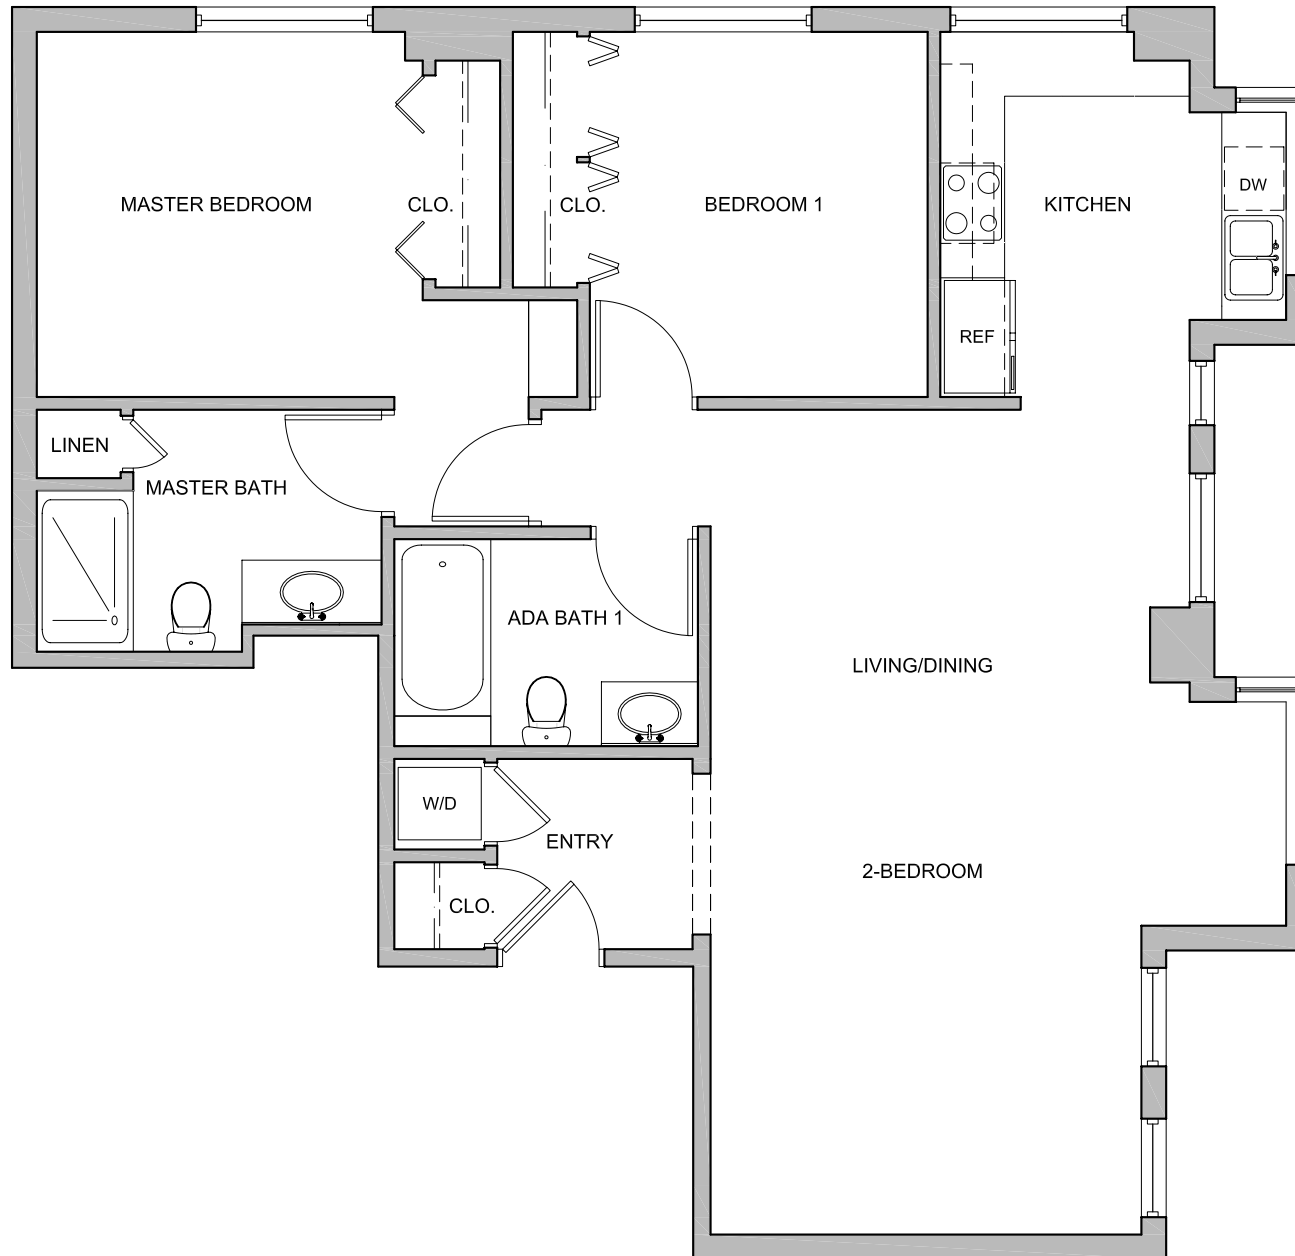 MASTER BEDROOM
CLO.
CLO.
BEDROOM 1
KITCHEN
DW
REF
LINEN
MASTER BATH
ADA BATH 1
LIVING/DINING
W/D
ENTRY
2-BEDROOM
CLO.